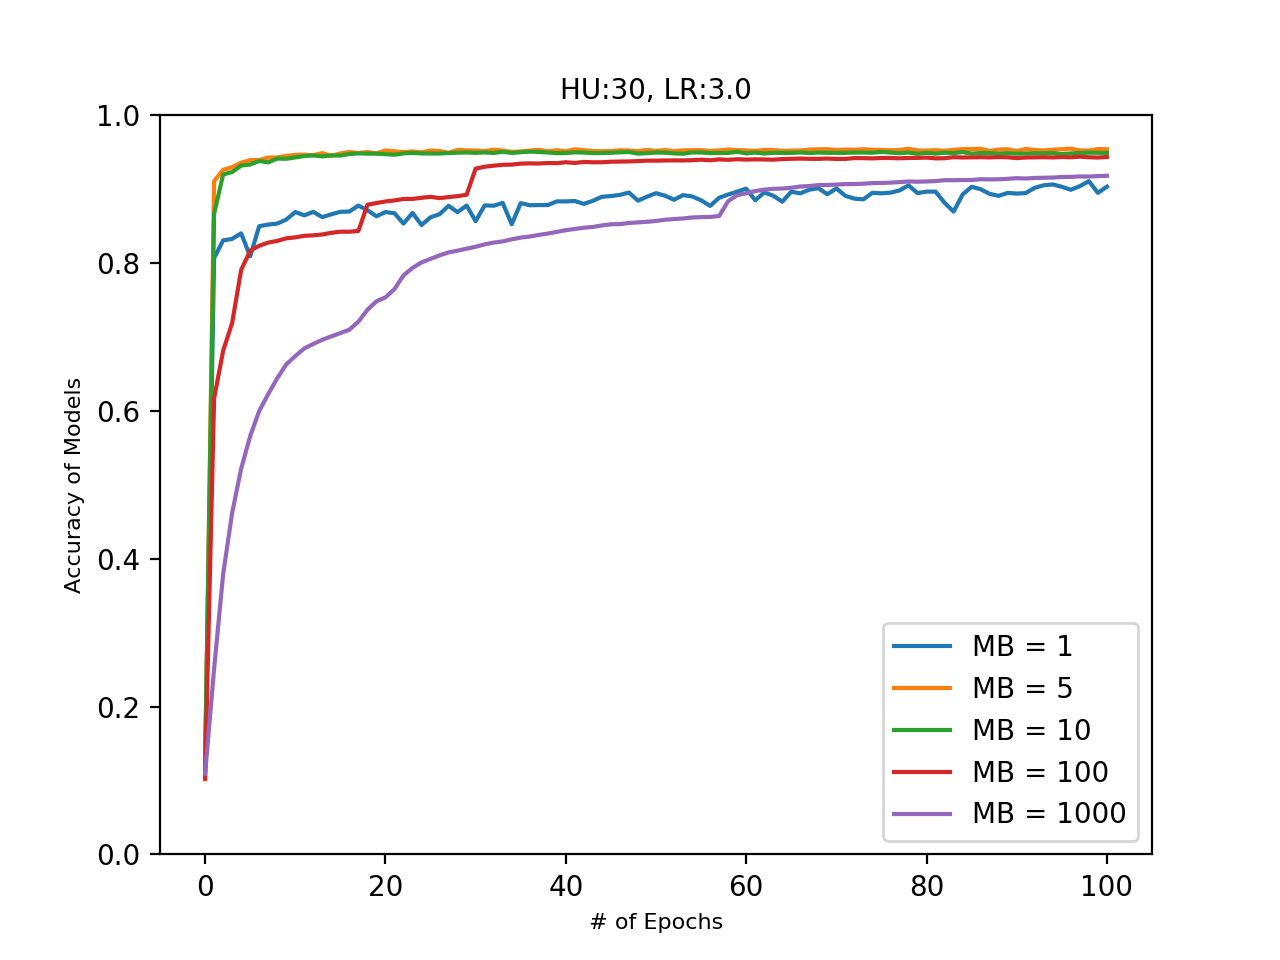 HU:30, LR:3.0
1.0
0.8
0.6
0.4
0.2
0.0
Accuracy of Models
0 20 40 60 80 100
# of Epochs
MB = 1
MB = 5
MB = 10
MB = 100
MB = 1000